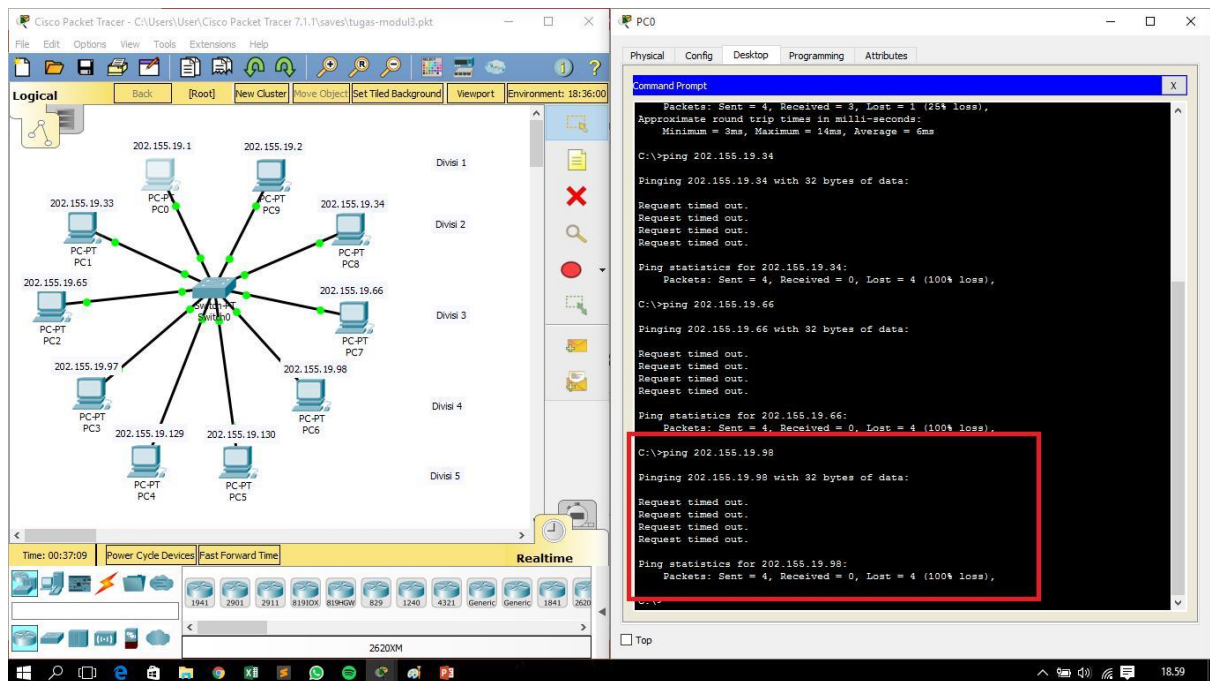 Cisco Packet Tracer - C:\Users\User\Cisco Packet Tracer 7.1.1\saves\tugas-modul3.pkt
File Edit Options View Tools Extensions Help
Logical
Back
[Root]
New Cluster
Move Object
Set Tiled Background
Viewport
Environment: 18:36:00
202.155.19.1
202.155.19.2
Divisi 1
PC-PT
PC0
PC-PT
PC9
202.155.19.33
202.155.19.34
Divisi 2
PC-PT
PC1
PC-PT
PC8
202.155.19.65
202.155.19.66
Switch-PT
Switch0
Divisi 3
PC-PT
PC2
PC-PT
PC7
202.155.19.97
202.155.19.98
PC-PT
PC3
PC-PT
PC6
Divisi 4
202.155.19.129
202.155.19.130
PC-PT
PC4
PC-PT
PC5
Divisi 5
Time: 00:37:09
Power Cycle Devices
Fast Forward Time
Realtime
1941
2901
2911
819IOX
819HGW
829
1240
4321
Generic
Generic
1841
2620
2620XM
PC0
Physical
Config
Desktop
Programming
Attributes
Command Prompt
X
Packets: Sent = 4, Received = 3, Lost = 1 (25% loss),
Approximate round trip times in milli-seconds:
Minimum = 3ms, Maximum = 14ms, Average = 6ms
C:\>ping 202.155.19.34
Pinging 202.155.19.34 with 32 bytes of data:
Request timed out.
Request timed out.
Request timed out.
Request timed out.
Ping statistics for 202.155.19.34:
Packets: Sent = 4, Received = 0, Lost = 4 (100% loss),
C:\>ping 202.155.19.66
Pinging 202.155.19.66 with 32 bytes of data:
Request timed out.
Request timed out.
Request timed out.
Request timed out.
Ping statistics for 202.155.19.66:
Packets: Sent = 4, Received = 0, Lost = 4 (100% loss),
C:\>ping 202.155.19.98
Pinging 202.155.19.98 with 32 bytes of data:
Request timed out.
Request timed out.
Request timed out.
Request timed out.
Ping statistics for 202.155.19.98:
Packets: Sent = 4, Received = 0, Lost = 4 (100% loss),
C:\>
Top
18.59